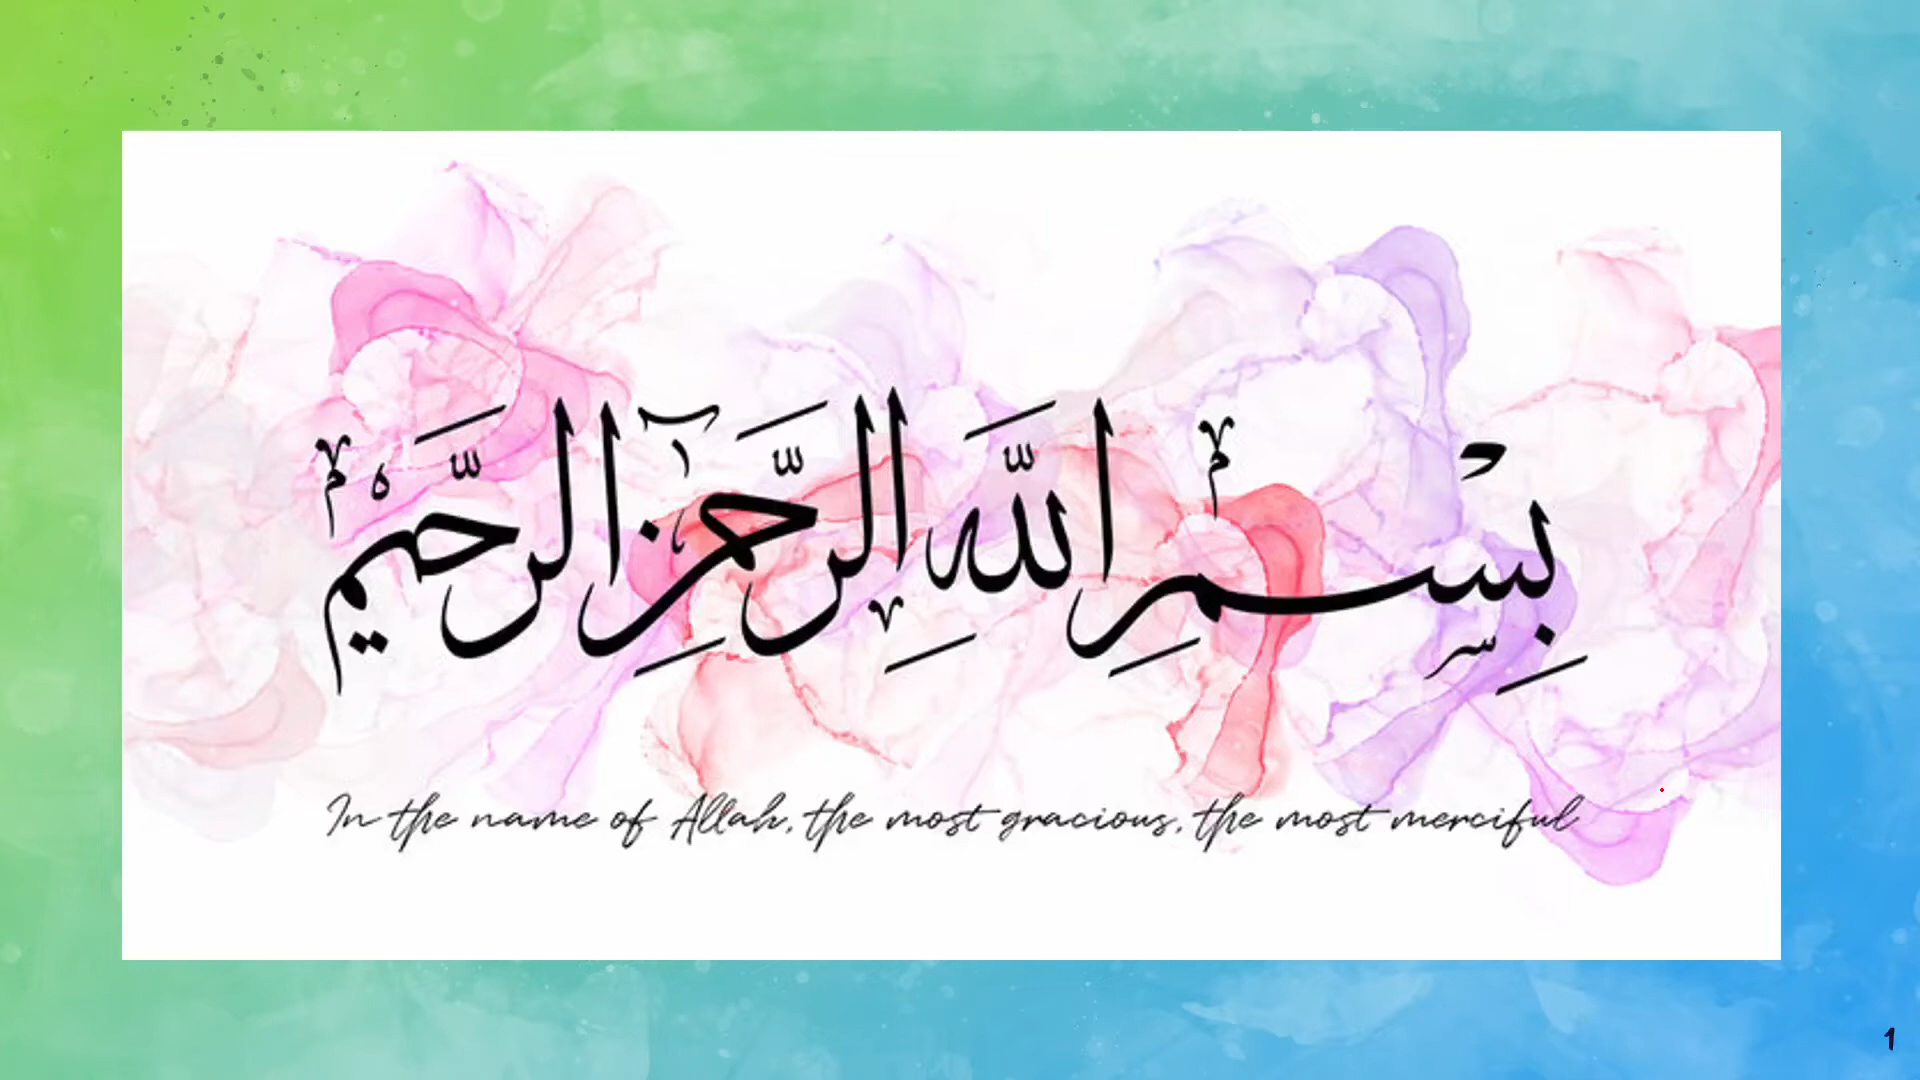 بِسْمِ اللَّهِ الرَّحْمَٰنِ الرَّحِيمِ
In the name of Allah, the most gracious, the most merciful
1